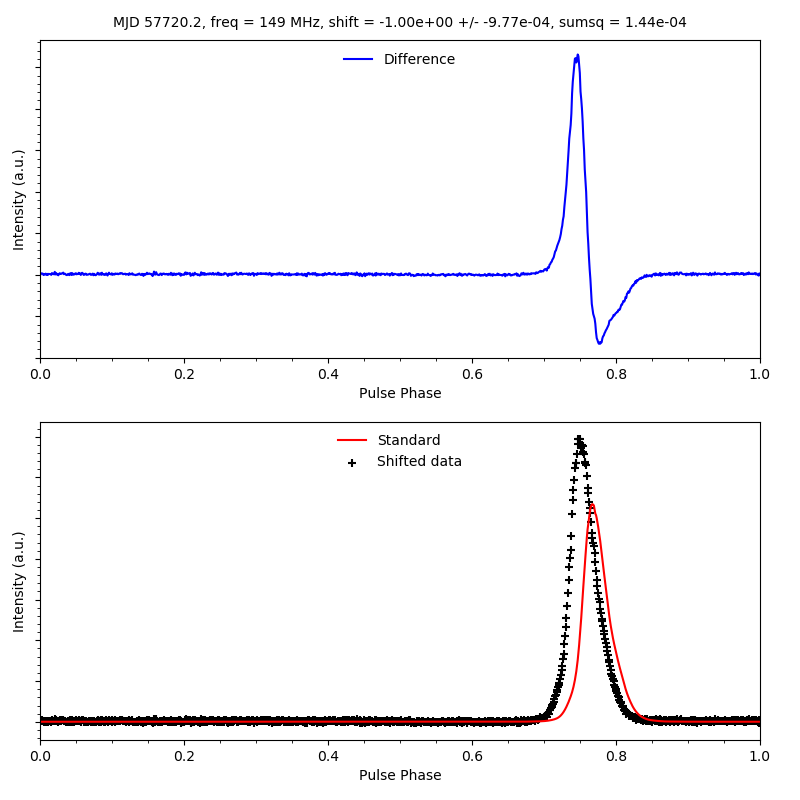 MJD 57720.2, freq = 149 MHz, shift = -1.00e+00 +/- -9.77e-04, sumsq = 1.44e-04
Difference
Intensity (a.u.)
0.0 0.2 0.4 0.6 0.8 1.0
Pulse Phase
Standard
Shifted data
Intensity (a.u.)
0.0 0.2 0.4 0.6 0.8 1.0
Pulse Phase